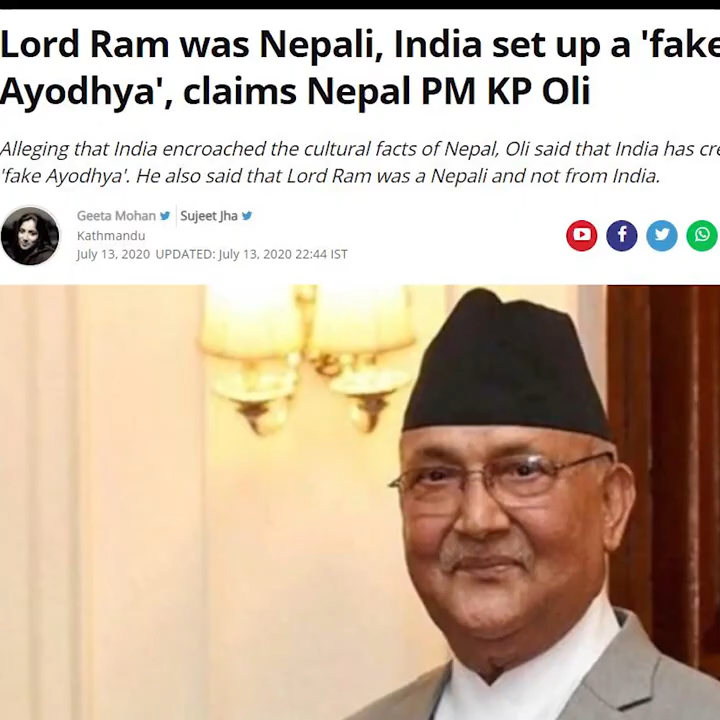 Lord Ram was Nepali, India set up a 'fake
Ayodhya', claims Nepal PM KP Oli
Alleging that India encroached the cultural facts of Nepal, Oli said that India has cre
'fake Ayodhya'. He also said that Lord Ram was a Nepali and not from India.
Geeta Mohan Sujeet Jha
Kathmandu
July 13, 2020 UPDATED: July 13, 2020 22:44 IST